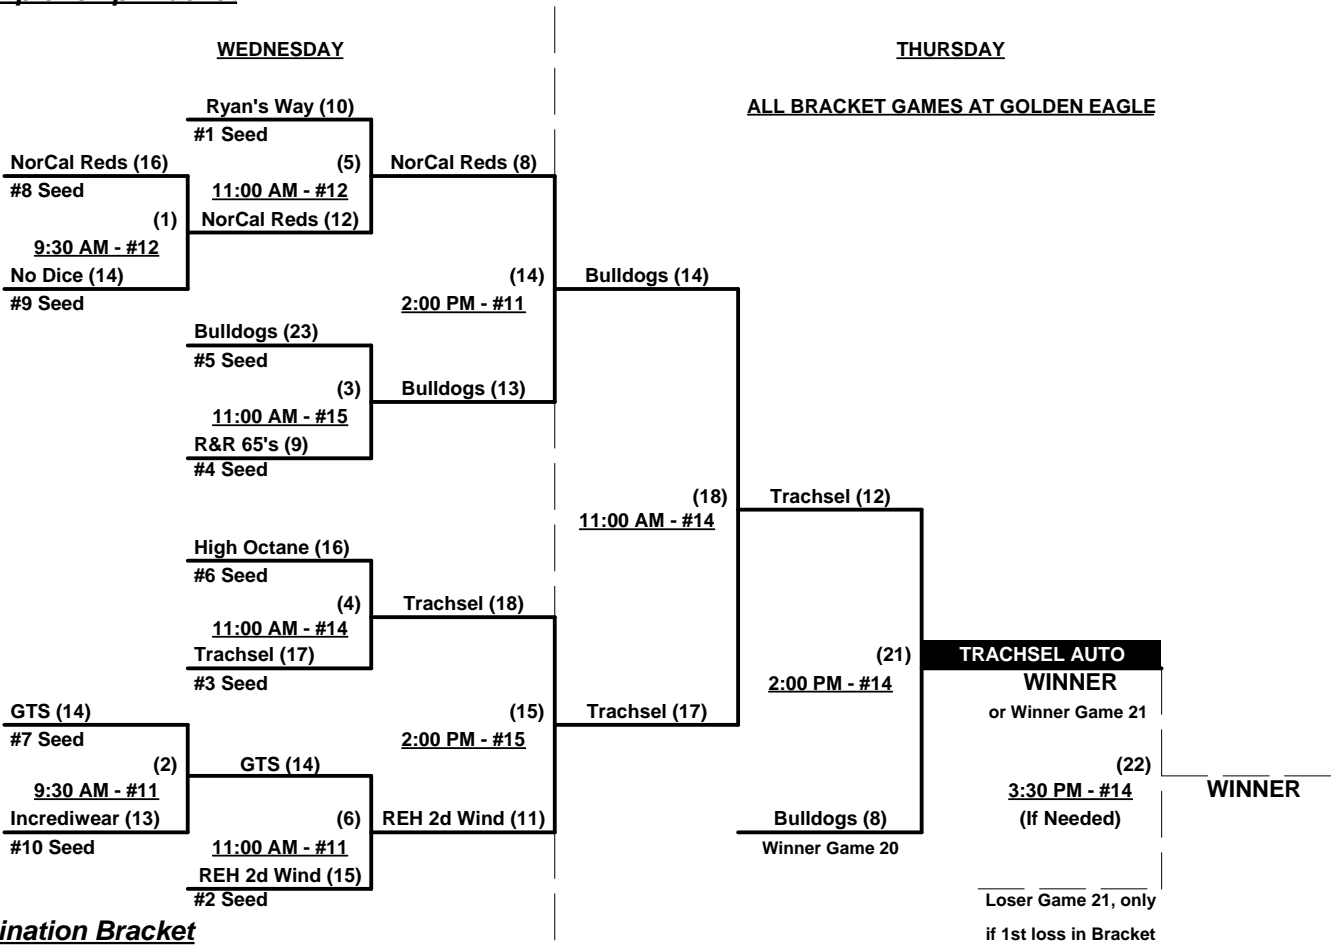 WEDNESDAY
THURSDAY
Ryan's Way (10)
ALL BRACKET GAMES AT GOLDEN EAGLE
#1 Seed
NorCal Reds (16)
(5)
NorCal Reds (8)
#8 Seed
11:00 AM - #12
(1)
NorCal Reds (12)
9:30 AM - #12
No Dice (14)
(14)
Bulldogs (14)
#9 Seed
2:00 PM - #11
Bulldogs (23)
#5 Seed
(3)
Bulldogs (13)
11:00 AM - #15
R&R 65's (9)
#4 Seed
(18)
Trachsel (12)
11:00 AM - #14
High Octane (16)
#6 Seed
(4)
Trachsel (18)
11:00 AM - #14
Trachsel (17)
(21)
TRACHSEL AUTO
#3 Seed
2:00 PM - #14
WINNER
GTS (14)
(15)
Trachsel (17)
or Winner Game 21
#7 Seed
2:00 PM - #15
(2)
GTS (14)
(22)
9:30 AM - #11
3:30 PM - #14
WINNER
Incrediwear (13)
(6)
REH 2d Wind (11)
Bulldogs (8)
(If Needed)
#10 Seed
11:00 AM - #11
Winner Game 20
REH 2d Wind (15)
#2 Seed
Loser Game 21, only
ination Bracket
if 1st loss in Bracket